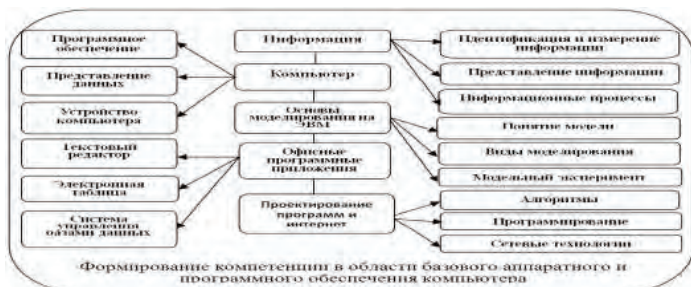 Программное
обеспечение
Представление
данных
Устройство
компьютера
Текстовый
редактор
Электронная
таблица
Система
управления
базами данных
Информация
Компьютер
Основы
моделирования на
ЭВМ
Офисные
программные
приложения
Проектирование
программ и
интернет
Идентификация и измерение
информации
Представление информации
Информационные процессы
Понятие модели
Виды моделирования
Модельный эксперимент
Алгоритмы
Программирование
Сетевые технологии
Формирование компетенции в области базового аппаратного и
программного обеспечения компьютера